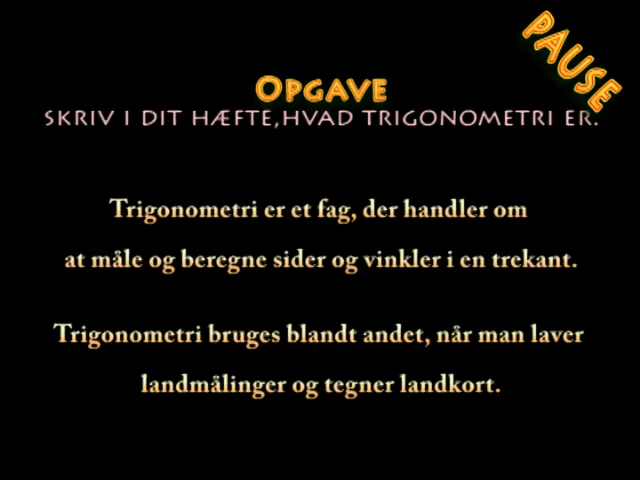 PAUSE
OPGAVE
SKRIV I DIT HÆFTE,HVAD TRIGONOMETRI ER.
Trigonometri er et fag, der handler om
at måle og beregne sider og vinkler i en trekant.
Trigonometri bruges blandt andet, når man laver
landmålinger og tegner landkort.